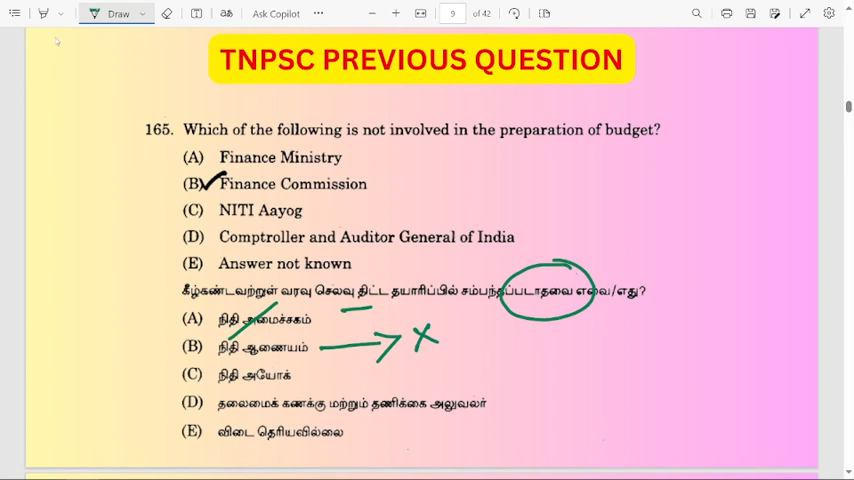 Draw
Ask Copilot
9 of 42
TNPSC PREVIOUS QUESTION
165. Which of the following is not involved in the preparation of budget?
(A) Finance Ministry
(B) Finance Commission
(C) NITI Aayog
(D) Comptroller and Auditor General of India
(E) Answer not known
கீழ்கண்டவற்றுள் வரவு செலவு திட்ட தயாரிப்பில் சம்பந்தப்படாதவை எவை/எது?
(A) நிதி அமைச்சகம்
(B) நிதி ஆணையம்
(C) நிதி அயோக்
(D) தலைமைக் கணக்கு மற்றும் தணிக்கை அலுவலர்
(E) விடை தெரியவில்லை